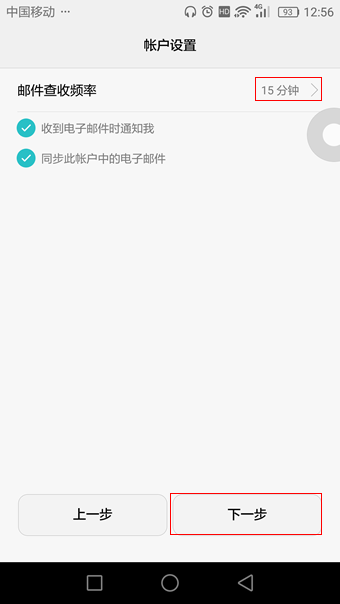 中国移动 ··· HD 4G 93 12:56
帐户设置
邮件查收频率 15 分钟
收到电子邮件时通知我
同步此帐户中的电子邮件
上一步 下一步